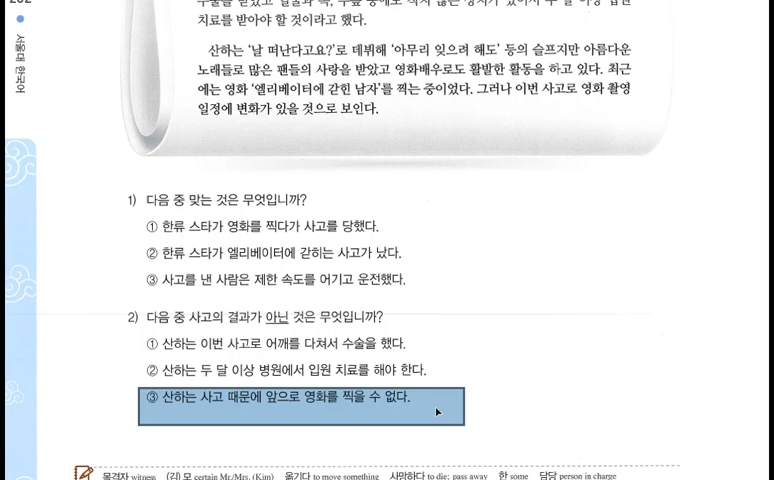 서울대 한국어
치료를 받아야 할 것이라고 했다.
산하는 ‘날 떠난다고요?’로 데뷔해 ‘아무리 잊으려 해도’ 등의 슬프지만 아름다운
노래들로 많은 팬들의 사랑을 받았고 영화배우로도 활발한 활동을 하고 있다. 최근
에는 영화 ‘엘리베이터에 갇힌 남자’를 찍는 중이었다. 그러나 이번 사고로 영화 촬영
일정에 변화가 있을 것으로 보인다.
1) 다음 중 맞는 것은 무엇입니까?
① 한류 스타가 영화를 찍다가 사고를 당했다.
② 한류 스타가 엘리베이터에 갇히는 사고가 났다.
③ 사고를 낸 사람은 제한 속도를 어기고 운전했다.
2) 다음 중 사고의 결과가 아닌 것은 무엇입니까?
① 산하는 이번 사고로 어깨를 다쳐서 수술을 했다.
② 산하는 두 달 이상 병원에서 입원 치료를 해야 한다.
③ 산하는 사고 때문에 앞으로 영화를 찍을 수 없다.
목격자 witness (김) 모 certain Mr./Mrs. (Kim) 옮기다 to move something 사망하다 to die; pass away 한 some 담당 person in charge